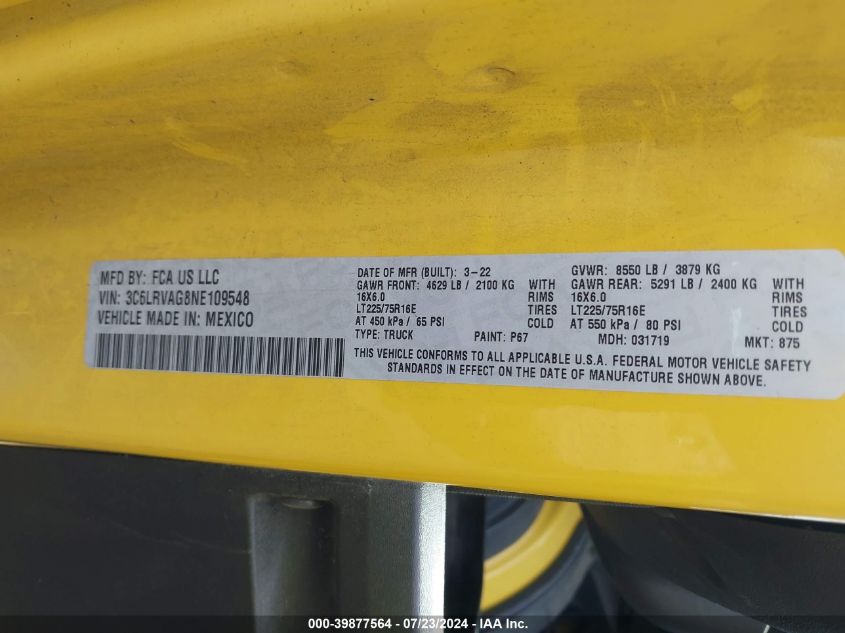 MFD BY: FCA US LLC
VIN: 3C6LRVAG8NE109548
VEHICLE MADE IN: MEXICO
DATE OF MFR (BUILT): 3-22 GVWR: 8550 LB / 3879 KG
GAWR FRONT: 4629 LB / 2100 KG WITH GAWR REAR: 5291 LB / 2400 KG WITH
16X6.0 RIMS 16X6.0 RIMS
LT225/75R16E TIRES LT225/75R16E TIRES
AT 450 kPa / 65 PSI COLD AT 550 kPa / 80 PSI COLD
TYPE: TRUCK PAINT: P67 MDH: 031719 MKT: 875
THIS VEHICLE CONFORMS TO ALL APPLICABLE U.S.A. FEDERAL MOTOR VEHICLE SAFETY
STANDARDS IN EFFECT ON THE DATE OF MANUFACTURE SHOWN ABOVE.
000-39877564 - 07/23/2024 - IAA Inc.